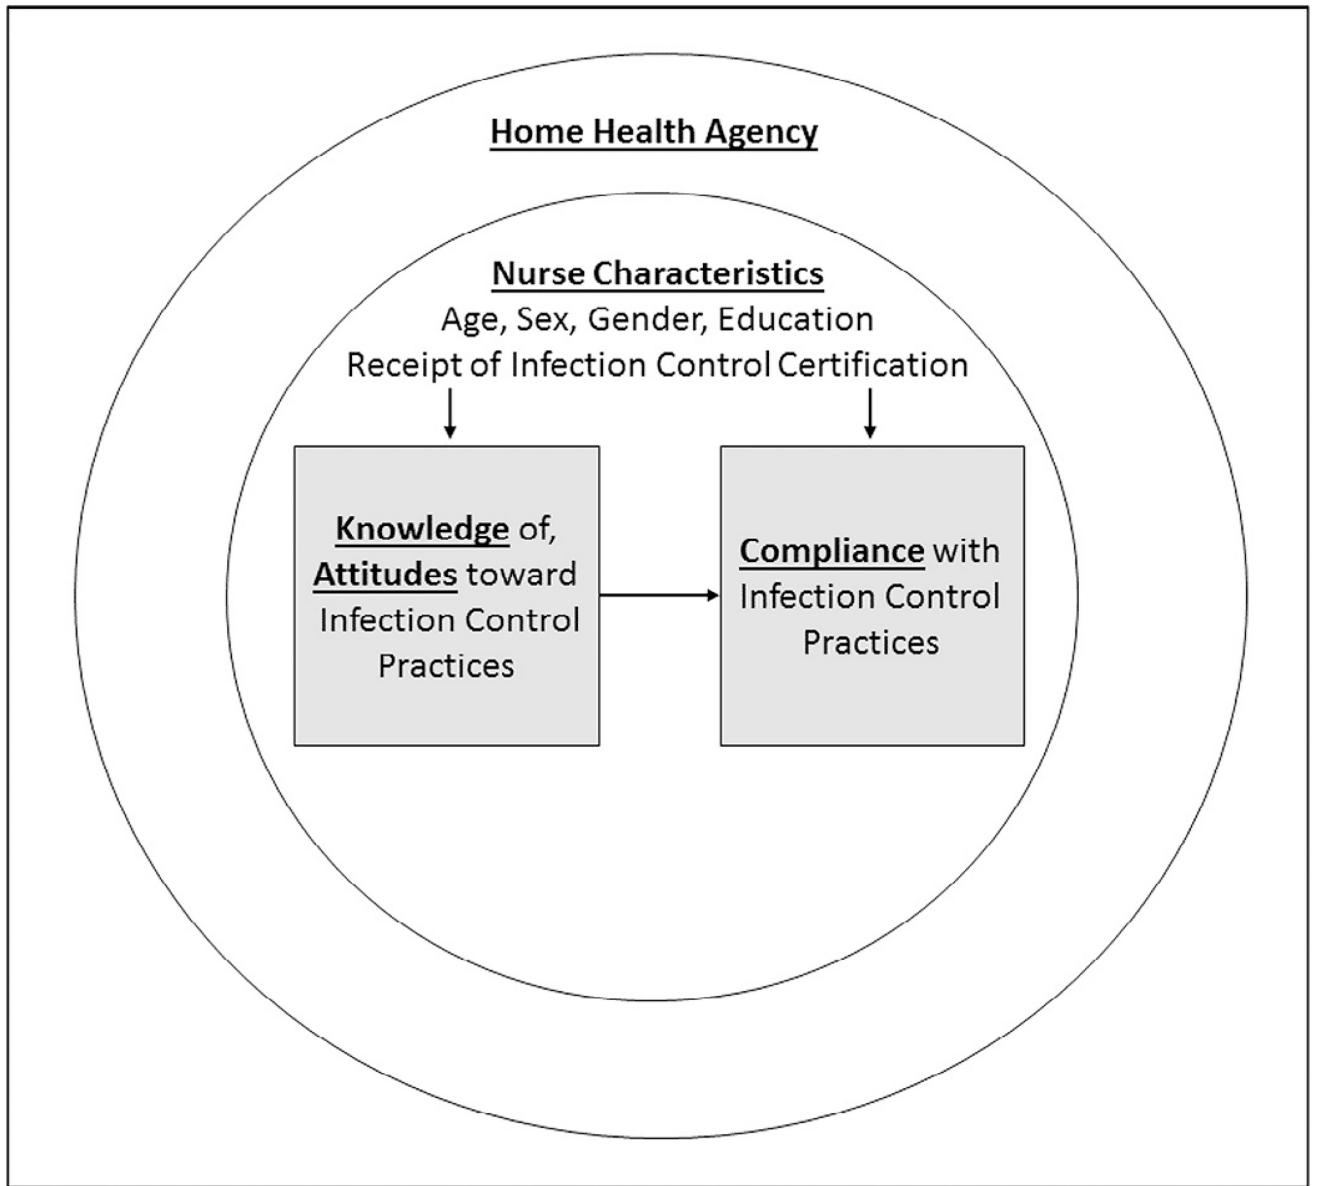 Home Health Agency
Nurse Characteristics
Age, Sex, Gender, Education
Receipt of Infection Control Certification
Knowledge of,
Attitudes toward
Infection Control
Practices
Compliance with
Infection Control
Practices